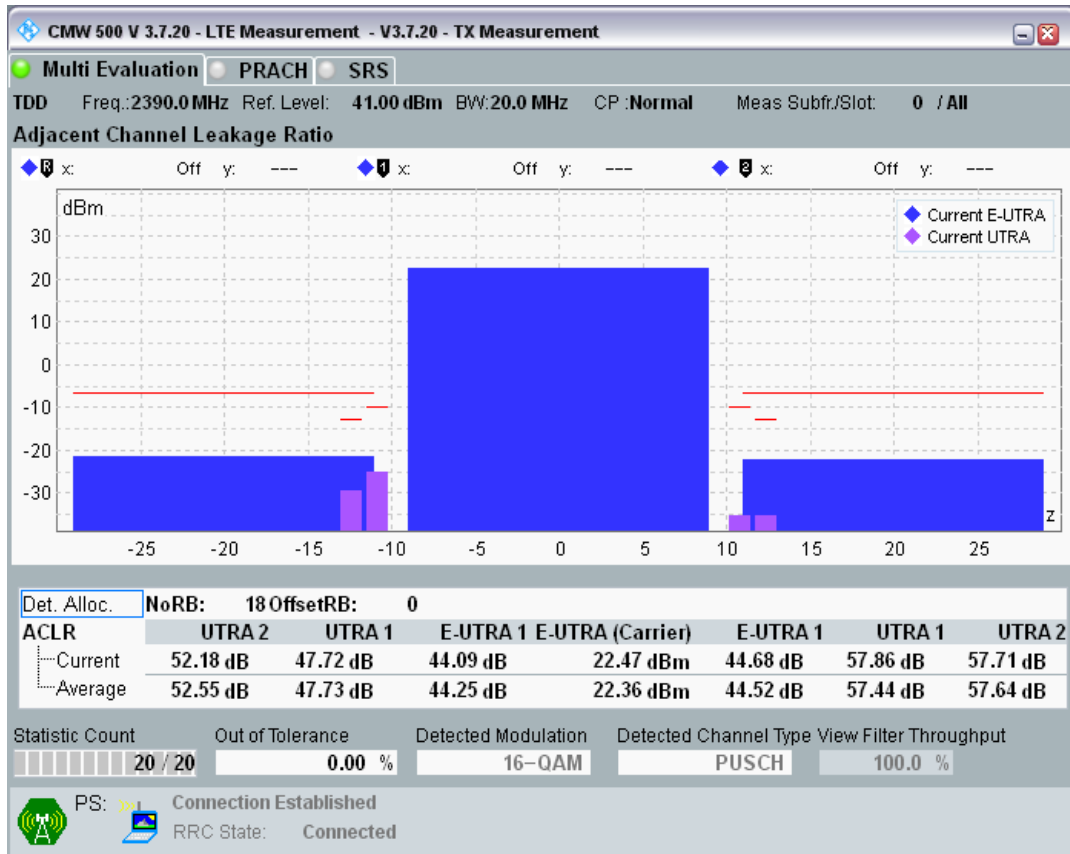 CMW 500 V 3.7.20 - LTE Measurement - V3.7.20 - TX Measurement
Multi Evaluation PRACH SRS
TDD Freq.:2390.0 MHz Ref. Level: 41.00 dBm BW:20.0 MHz CP :Normal Meas Subfr./Slot: 0 / All
Adjacent Channel Leakage Ratio
R x: Off y: --- 1 x: Off y: --- 2 x: Off y: ---
dBm
Current E-UTRA
Current UTRA
30
20
10
0
-10
-20
-30
z
-25 -20 -15 -10 -5 0 5 10 15 20 25
Det. Alloc. NoRB: 18 OffsetRB: 0
ACLR UTRA 2 UTRA 1 E-UTRA 1 E-UTRA (Carrier) E-UTRA 1 UTRA 1 UTRA 2
Current 52.18 dB 47.72 dB 44.09 dB 22.47 dBm 44.68 dB 57.86 dB 57.71 dB
Average 52.55 dB 47.73 dB 44.25 dB 22.36 dBm 44.52 dB 57.44 dB 57.64 dB
Statistic Count Out of Tolerance Detected Modulation Detected Channel Type View Filter Throughput
20 / 20 0.00 % 16-QAM PUSCH 100.0 %
PS: Connection Established
RRC State: Connected